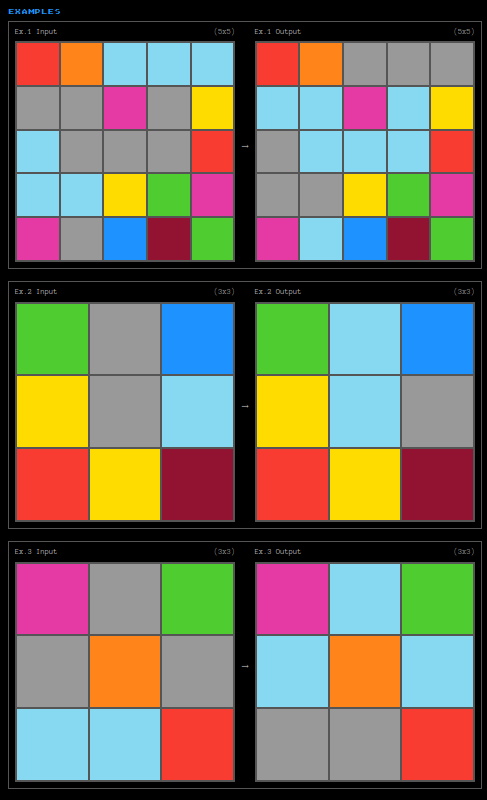 EXAMPLES
Ex.1 Input (5x5) Ex.1 Output (5x5)
→
Ex.2 Input (3x3) Ex.2 Output (3x3)
→
Ex.3 Input (3x3) Ex.3 Output (3x3)
→